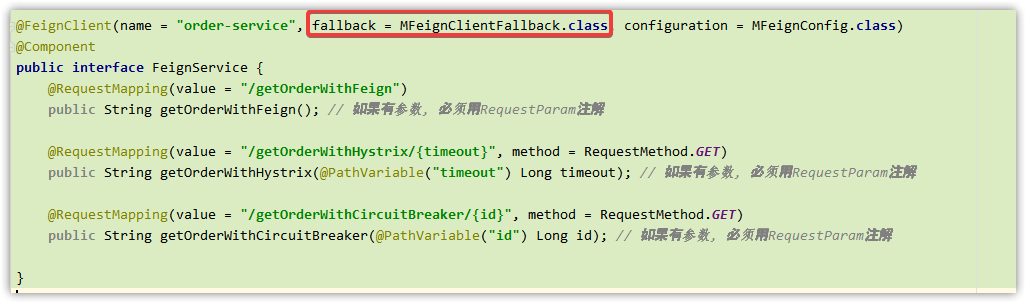 @FeignClient(name = "order-service", fallback = MFeignClientFallback.class  configuration = MFeignConfig.class)
@Component
public interface FeignService {
@RequestMapping(value = "/getOrderWithFeign")
public String getOrderWithFeign(); // 如果有参数, 必须用RequestParam注解
@RequestMapping(value = "/getOrderWithHystrix/{timeout}", method = RequestMethod.GET)
public String getOrderWithHystrix(@PathVariable("timeout") Long timeout); // 如果有参数, 必须用RequestParam注解
@RequestMapping(value = "/getOrderWithCircuitBreaker/{id}", method = RequestMethod.GET)
public String getOrderWithCircuitBreaker(@PathVariable("id") Long id); // 如果有参数, 必须用RequestParam注解
}